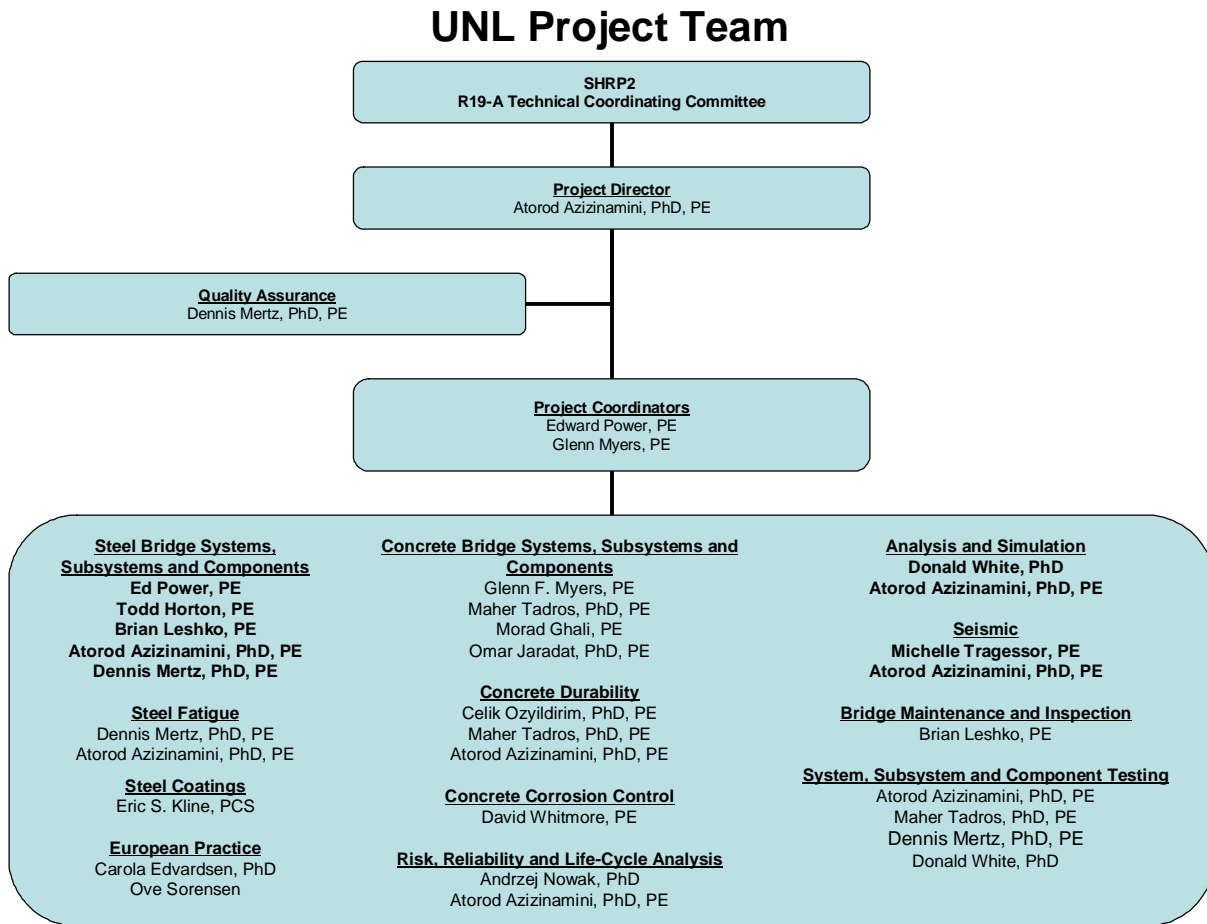 UNL Project Team
SHRP2
R19-A Technical Coordinating Committee
Project Director
Atorod Azizinamini, PhD, PE
Quality Assurance
Dennis Mertz, PhD, PE
Project Coordinators
Edward Power, PE
Glenn Myers, PE
Steel Bridge Systems,
Subsystems and Components
Ed Power, PE
Todd Horton, PE
Brian Leshko, PE
Atorod Azizinamini, PhD, PE
Dennis Mertz, PhD, PE
Steel Fatigue
Dennis Mertz, PhD, PE
Atorod Azizinamini, PhD, PE
Steel Coatings
Eric S. Kline, PCS
European Practice
Carola Edvardsen, PhD
Ove Sorensen
Concrete Bridge Systems, Subsystems and
Components
Glenn F. Myers, PE
Maher Tadros, PhD, PE
Morad Ghali, PE
Omar Jaradat, PhD, PE
Concrete Durability
Celik Ozyildirim, PhD, PE
Maher Tadros, PhD, PE
Atorod Azizinamini, PhD, PE
Concrete Corrosion Control
David Whitmore, PE
Risk, Reliability and Life-Cycle Analysis
Andrzej Nowak, PhD
Atorod Azizinamini, PhD, PE
Analysis and Simulation
Donald White, PhD
Atorod Azizinamini, PhD, PE
Seismic
Michelle Tragessor, PE
Atorod Azizinamini, PhD, PE
Bridge Maintenance and Inspection
Brian Leshko, PE
System, Subsystem and Component Testing
Atorod Azizinamini, PhD, PE
Maher Tadros, PhD, PE
Dennis Mertz, PhD, PE
Donald White, PhD